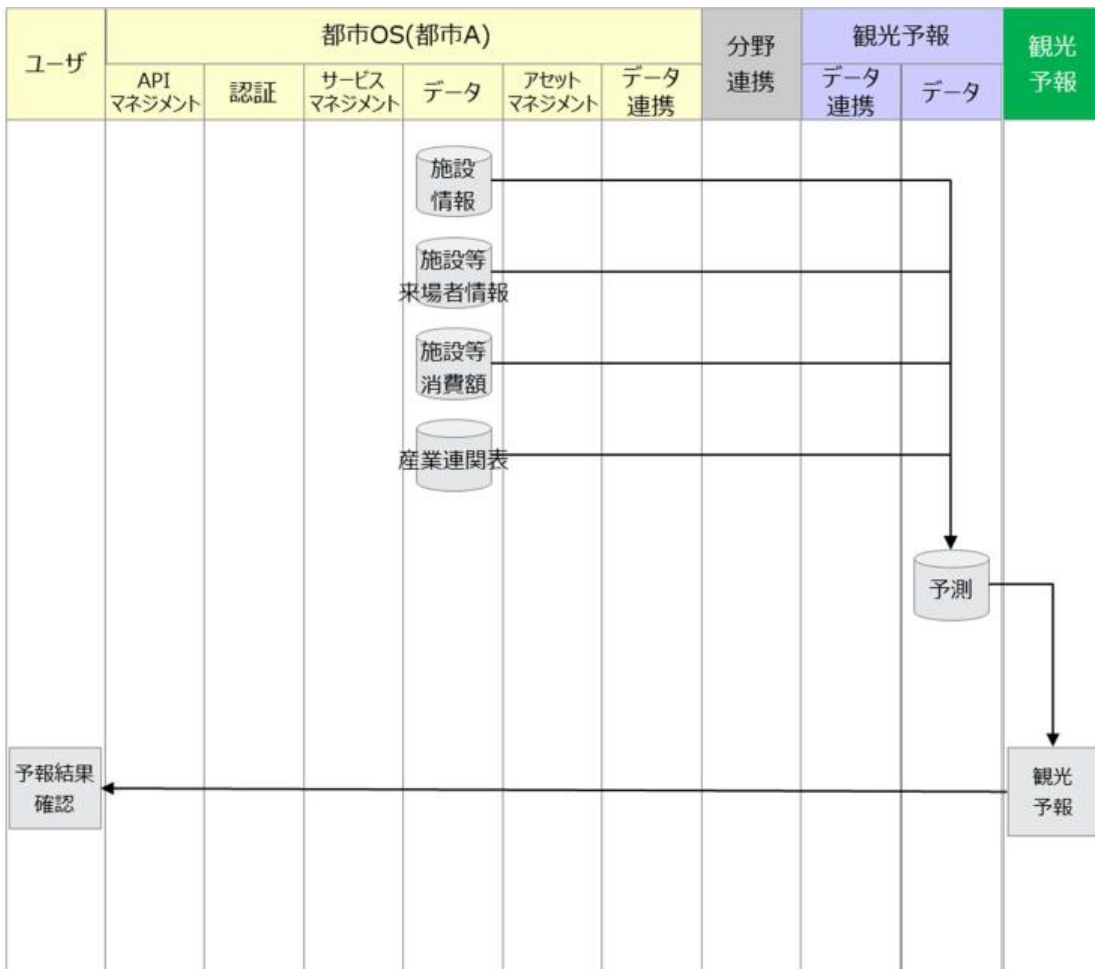 ユーザ
都市OS(都市A)
API
マネジメント
認証
サービス
マネジメント
データ
アセット
マネジメント
データ
連携
分野
連携
観光予報
データ
連携
データ
観光
予報
施設
情報
施設等
来場者情報
施設等
消費額
産業連関表
予測
予報結果
確認
観光
予報